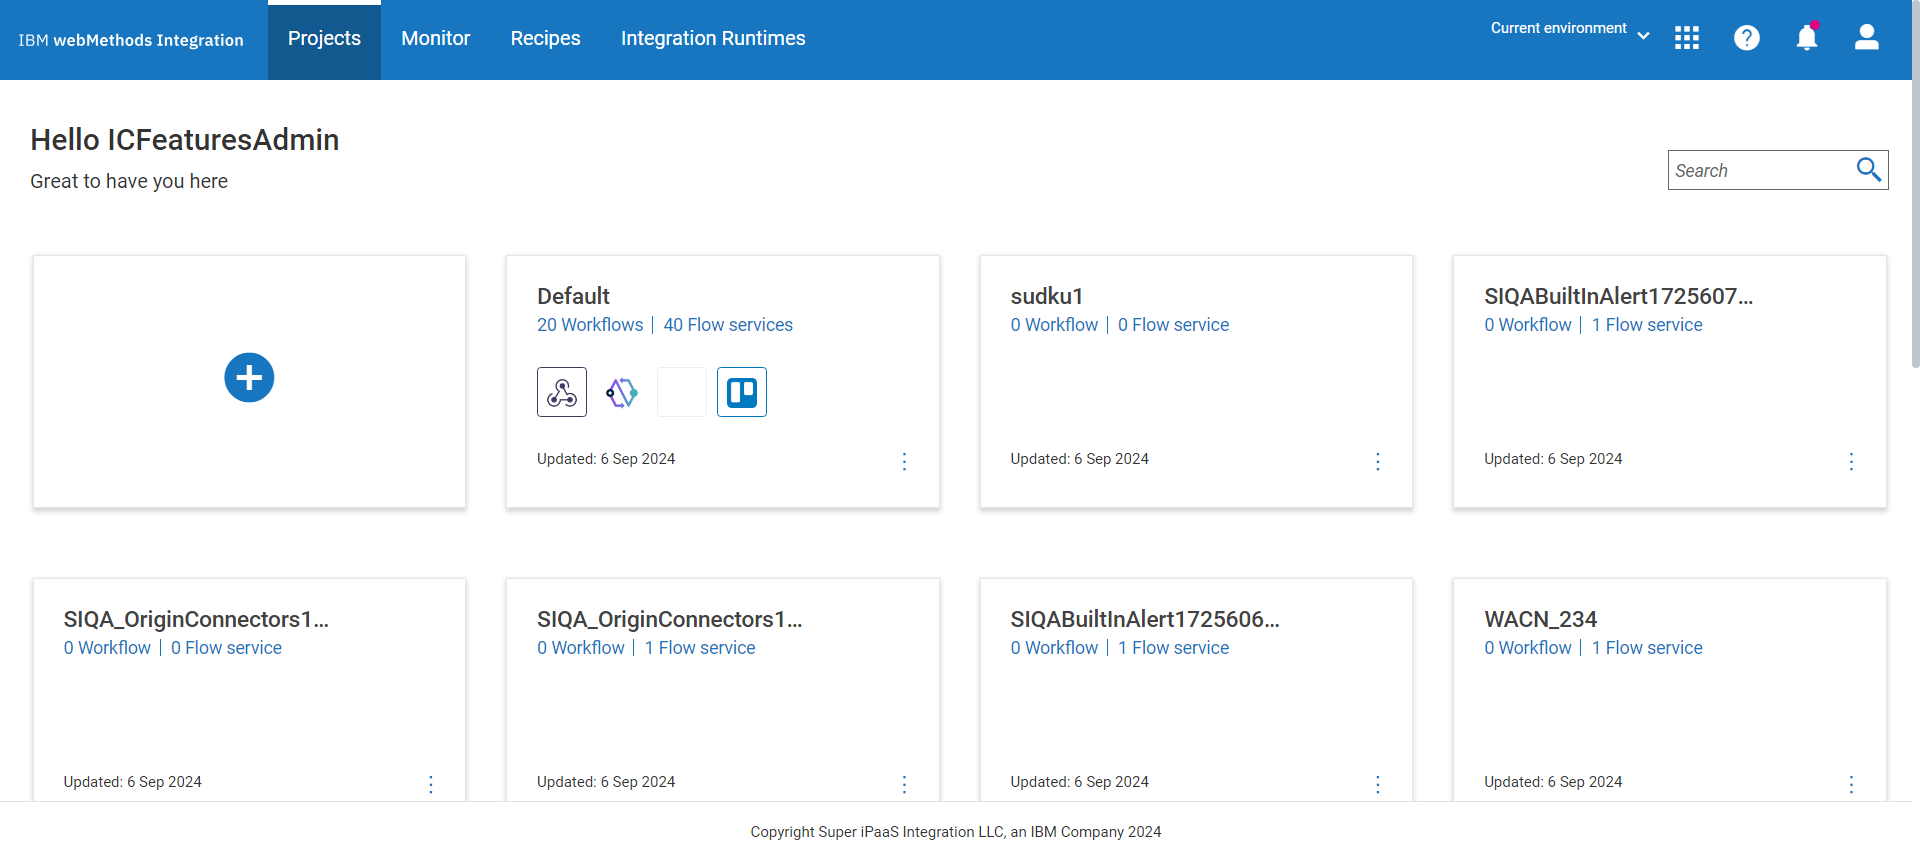 IBM webMethods Integration
Projects
Monitor
Recipes
Integration Runtimes
Current environment
Hello ICFeaturesAdmin
Great to have you here
Search
Default
20 Workflows | 40 Flow services
Updated: 6 Sep 2024
sudku1
0 Workflow | 0 Flow service
Updated: 6 Sep 2024
SIQABuiltInAlert1725607...
0 Workflow | 1 Flow service
Updated: 6 Sep 2024
SIQA_OriginConnectors1...
0 Workflow | 0 Flow service
Updated: 6 Sep 2024
SIQA_OriginConnectors1...
0 Workflow | 1 Flow service
Updated: 6 Sep 2024
SIQABuiltInAlert1725606...
0 Workflow | 1 Flow service
Updated: 6 Sep 2024
WACN_234
0 Workflow | 1 Flow service
Updated: 6 Sep 2024
Copyright Super iPaaS Integration LLC, an IBM Company 2024